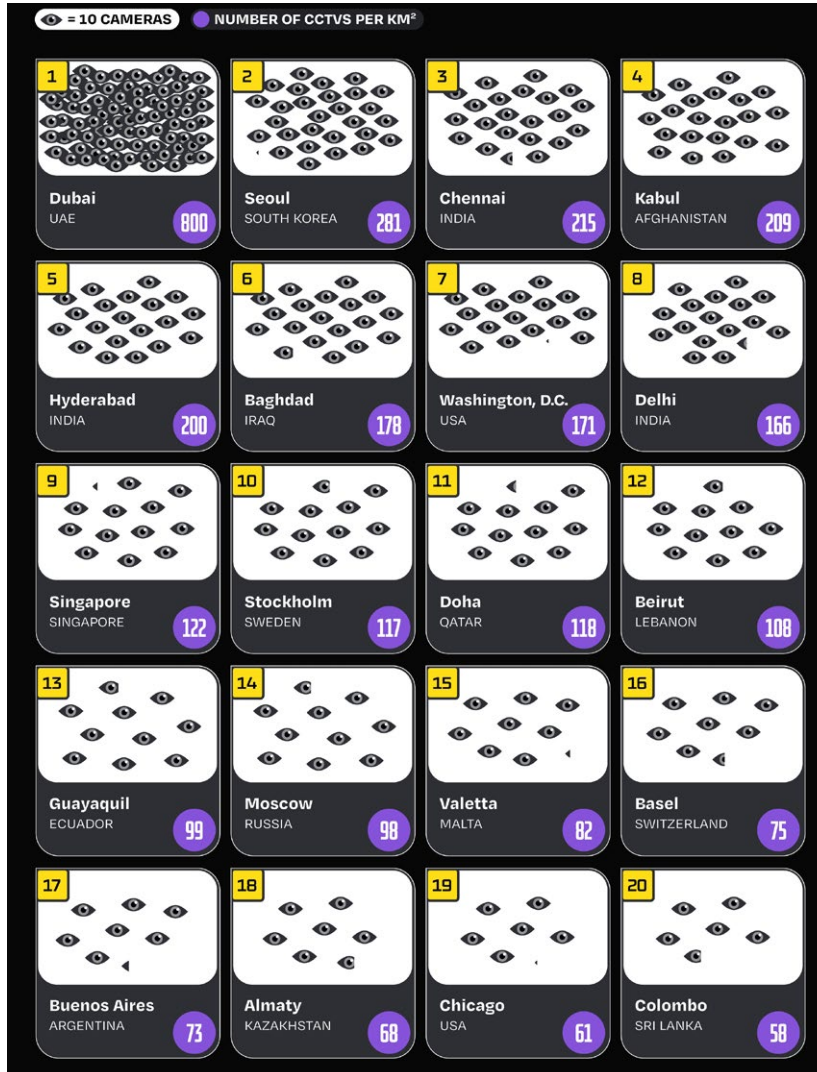 = 10 CAMERAS
NUMBER OF CCTVS PER KM²
1
Dubai
UAE
800
2
Seoul
SOUTH KOREA
281
3
Chennai
INDIA
215
4
Kabul
AFGHANISTAN
209
5
Hyderabad
INDIA
200
6
Baghdad
IRAQ
178
7
Washington, D.C.
USA
171
8
Delhi
INDIA
166
9
Singapore
SINGAPORE
122
10
Stockholm
SWEDEN
117
11
Doha
QATAR
118
12
Beirut
LEBANON
108
13
Guayaquil
ECUADOR
99
14
Moscow
RUSSIA
98
15
Valetta
MALTA
82
16
Basel
SWITZERLAND
75
17
Buenos Aires
ARGENTINA
73
18
Almaty
KAZAKHSTAN
68
19
Chicago
USA
61
20
Colombo
SRI LANKA
58